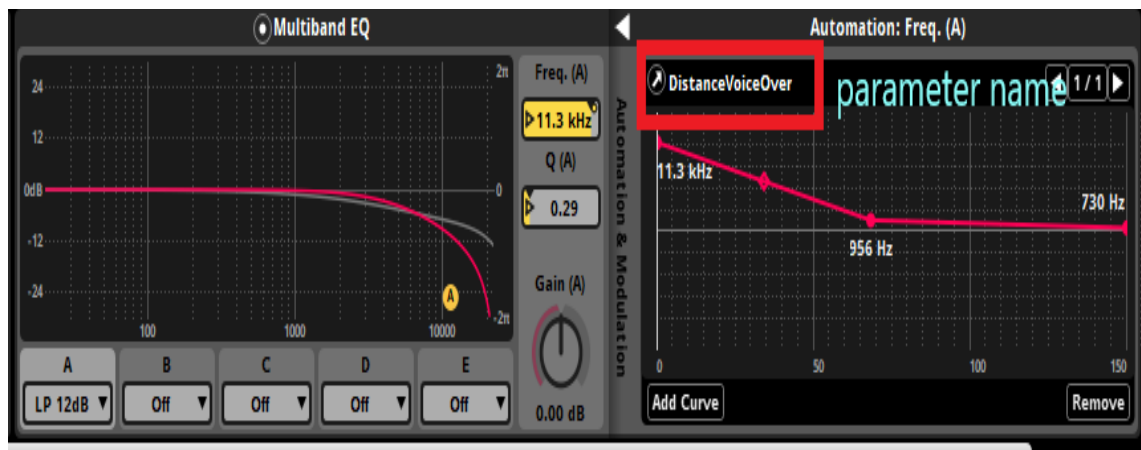 Multiband EQ
24
12
0dB
-12
-24
2π
0
-2π
100
1000
10000
Freq. (A)
11.3 kHz
Q (A)
0.29
Gain (A)
0.00 dB
A
B
C
D
E
LP 12dB
Off
Off
Off
Off
A
Automation & Modulation
Automation: Freq. (A)
DistanceVoiceOver
parameter name
1 / 1
11.3 kHz
956 Hz
730 Hz
0
50
100
150
Add Curve
Remove